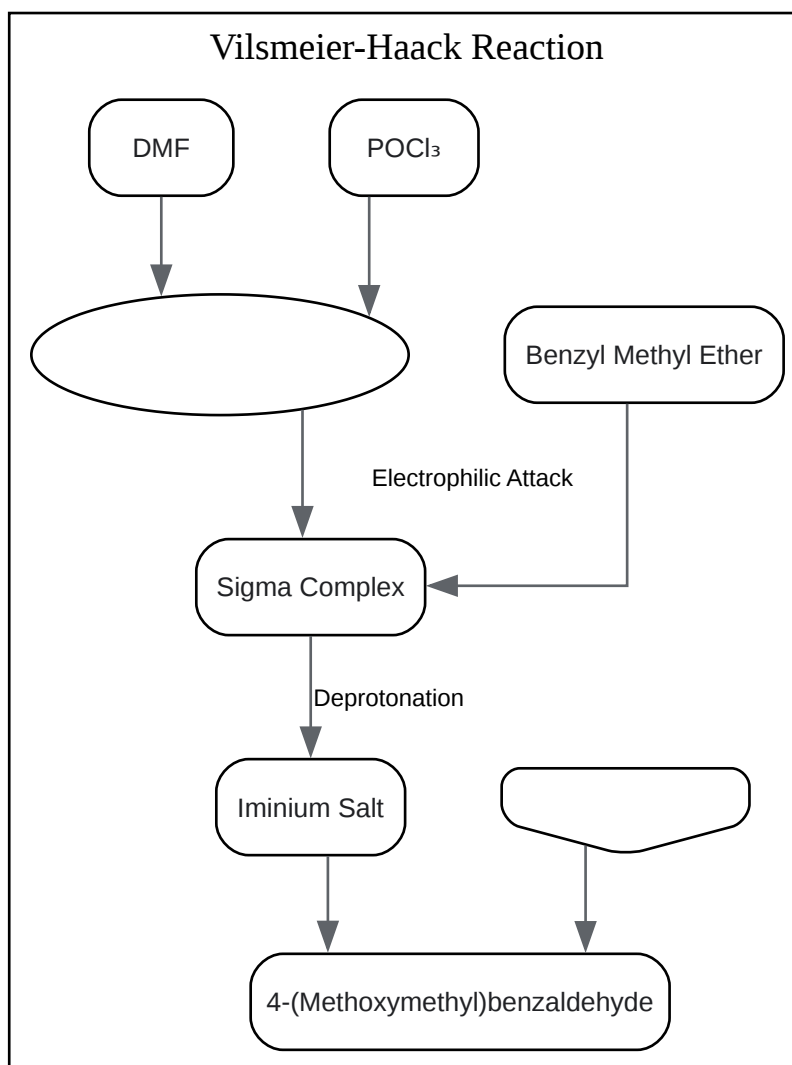 Vilsmeier-Haack Reaction
DMF
POCl₃
Benzyl Methyl Ether
Electrophilic Attack
Sigma Complex
Deprotonation
Iminium Salt
4-(Methoxymethyl)benzaldehyde